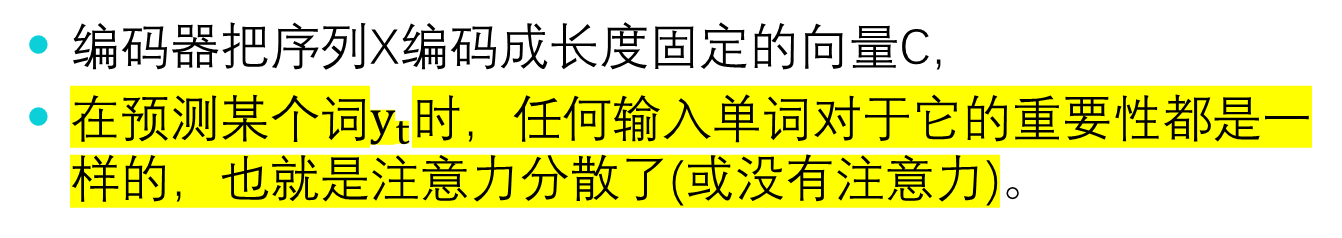 • 编码器把序列X编码成长度固定的向量C,
• 在预测某个词yt时，任何输入单词对于它的重要性都是一
样的，也就是注意力分散了(或没有注意力)。